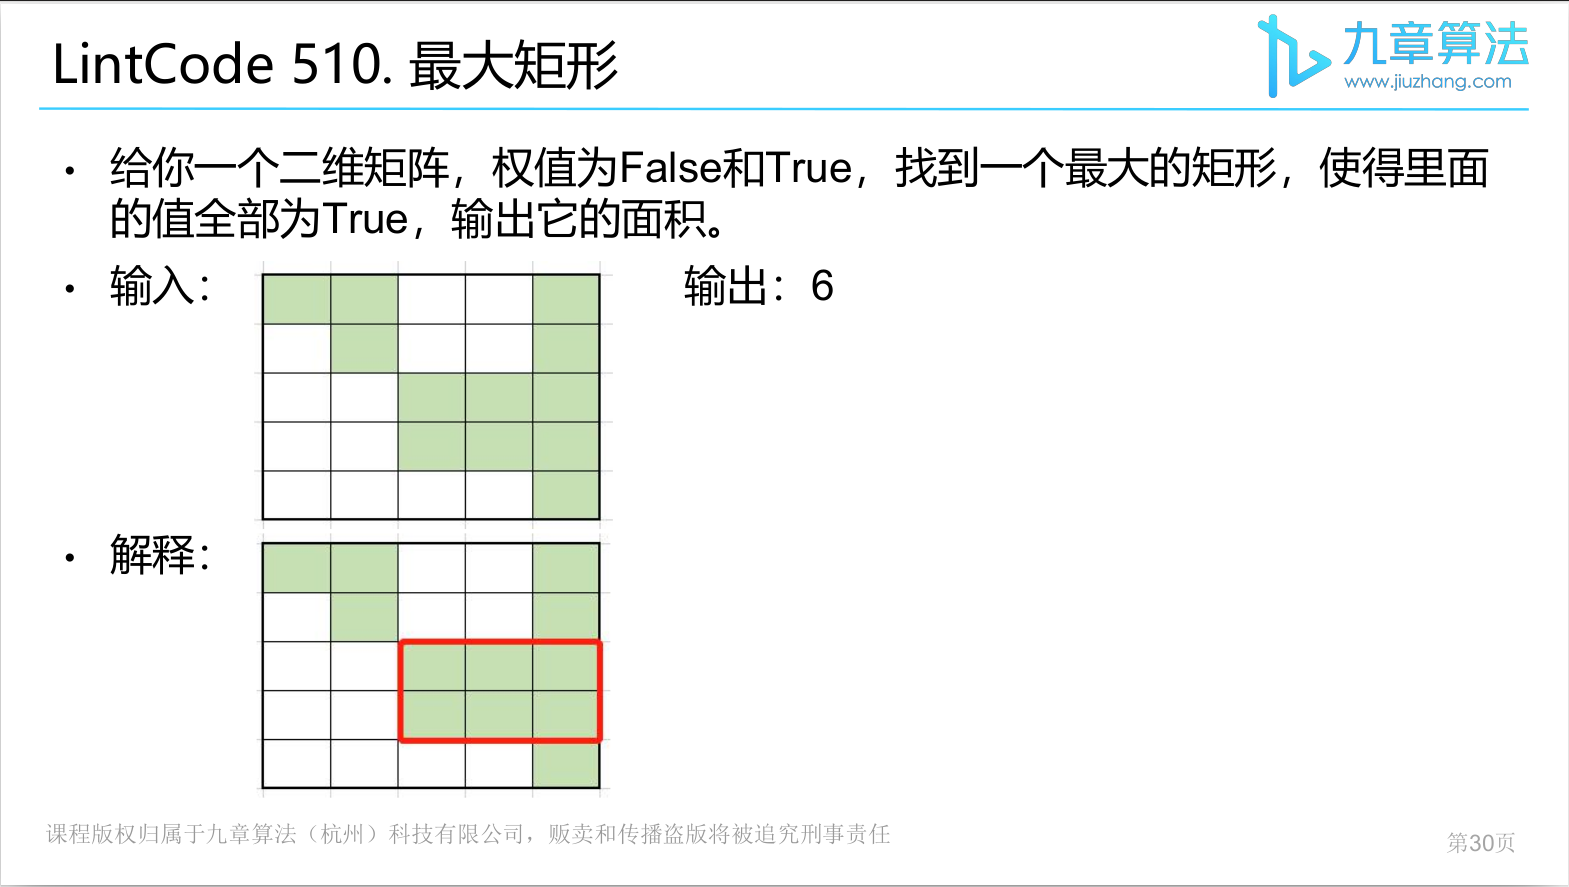 LintCode 510. 最大矩形
九章算法
www.jiuzhang.com
• 给你一个二维矩阵，权值为False和True，找到一个最大的矩形，使得里面
的值全部为True，输出它的面积。
• 输入： 输出：6
• 解释：
课程版权归属于九章算法（杭州）科技有限公司，贩卖和传播盗版将被追究刑事责任
第30页